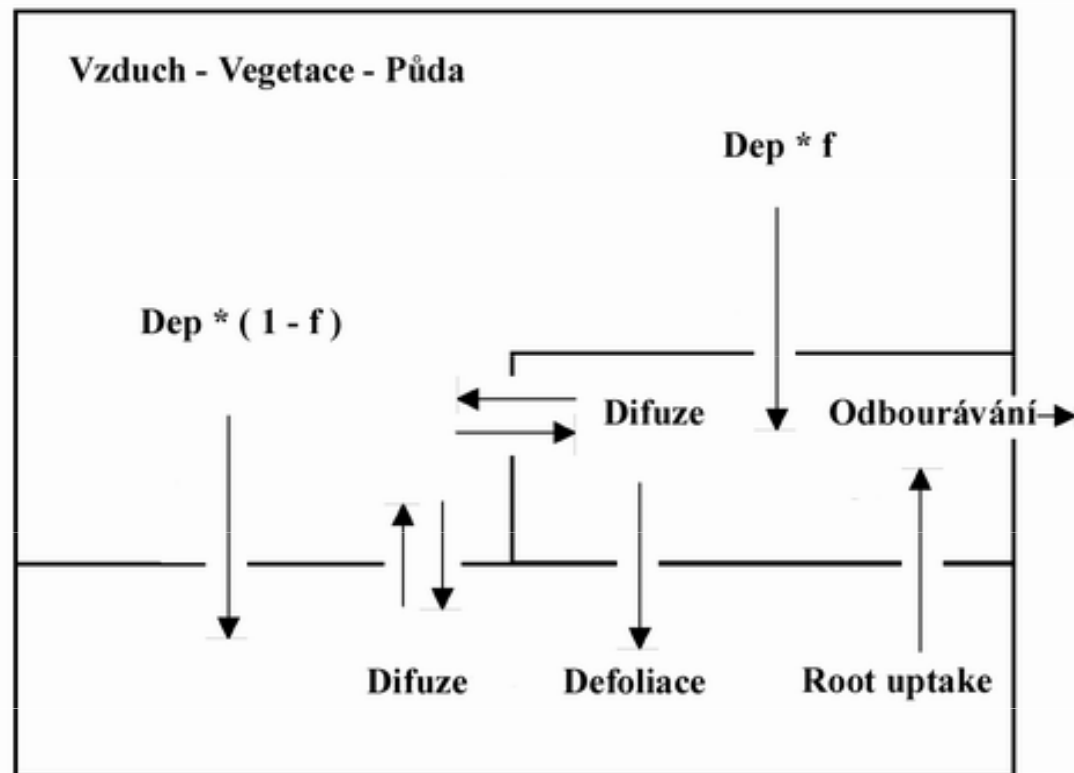 Vzduch - Vegetace - Půda
Dep * f
Dep * ( 1 - f )
Difuze
Odbourávání
Difuze
Defoliace
Root uptake